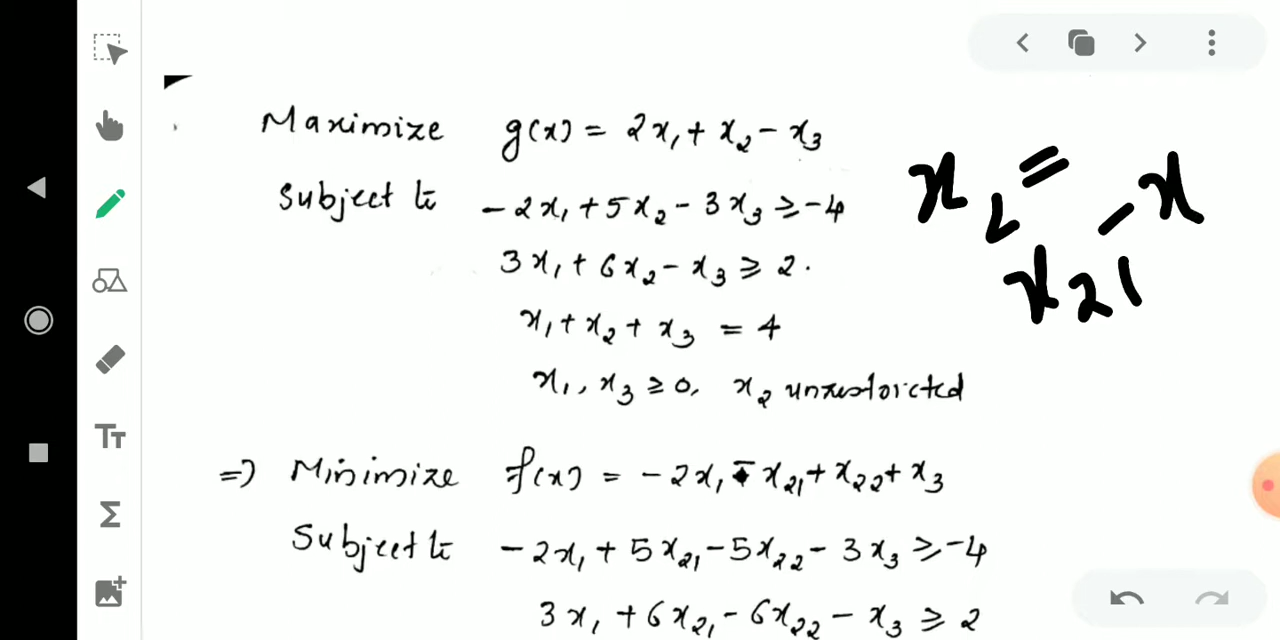 Maximize g(x) = 2x₁ + x₂ - x₃
Subject to -2x₁ + 5x₂ - 3x₃ ≥ -4
3x₁ + 6x₂ - x₃ ≥ 2.
x₁ + x₂ + x₃ = 4
x₁, x₃ ≥ 0, x₂ unrestricted
x₂ =
x₂₁ - x
=) Minimize f(x) = -2x₁ - x₂₁ + x₂₂ + x₃
Subject to -2x₁ + 5x₂₁ - 5x₂₂ - 3x₃ ≥ -4
3x₁ + 6x₂₁ - 6x₂₂ - x₃ ≥ 2
TT
Σ